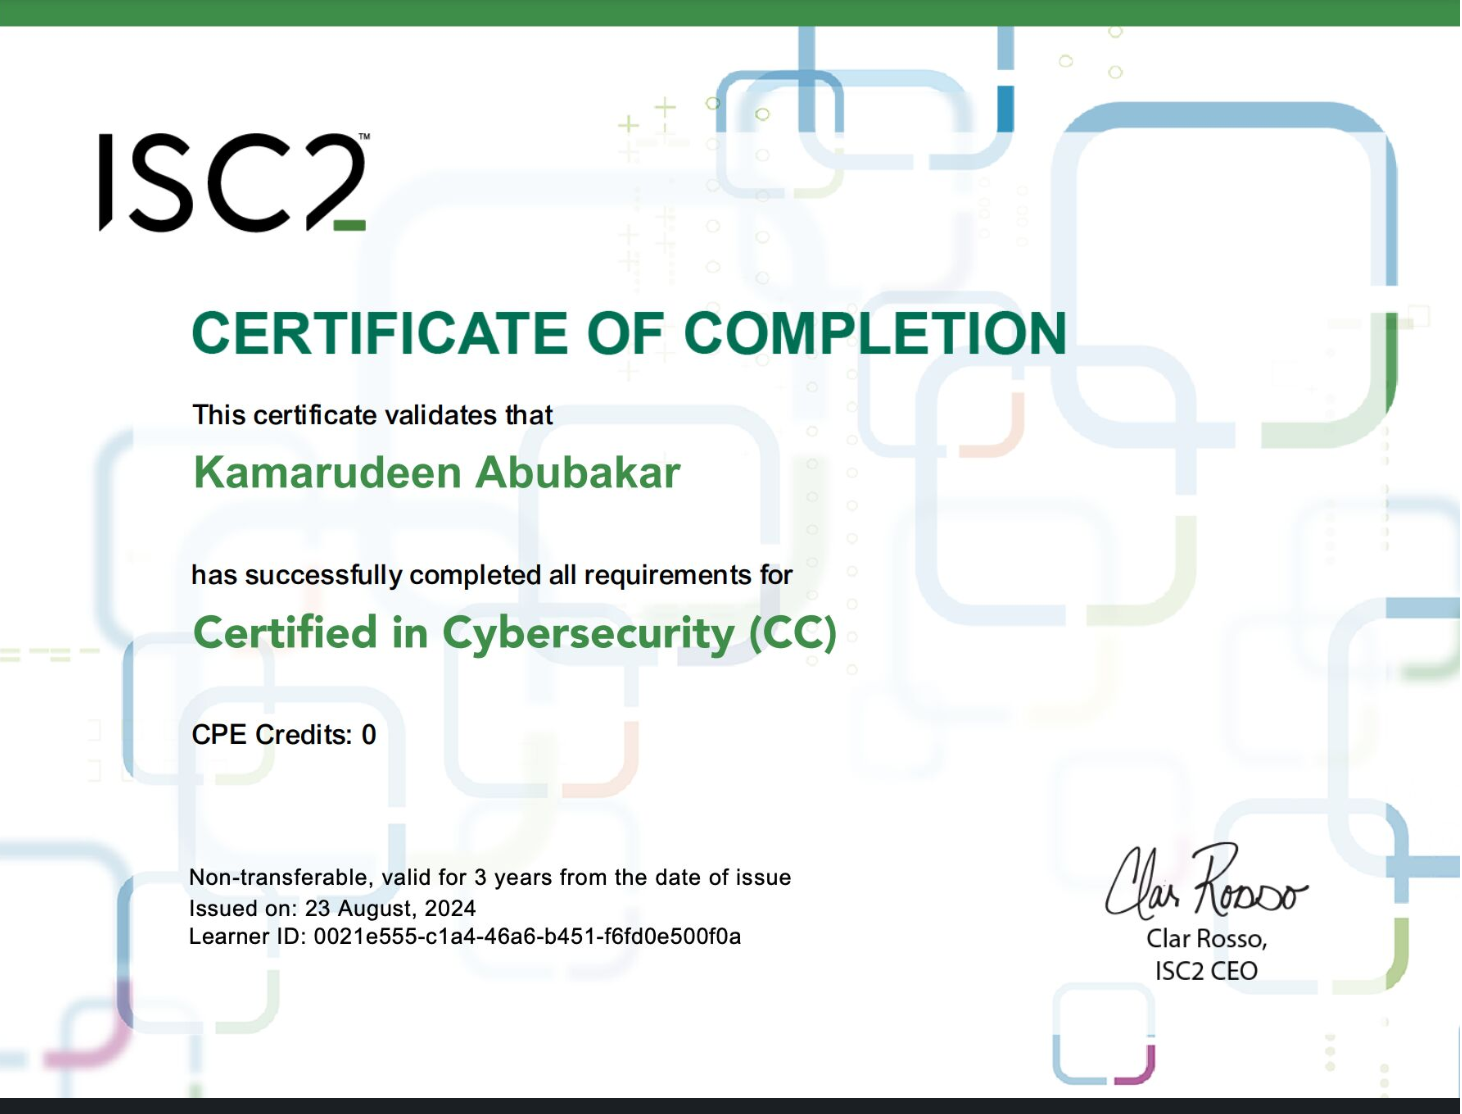 ISC2™
CERTIFICATE OF COMPLETION
This certificate validates that
Kamarudeen Abubakar
has successfully completed all requirements for
Certified in Cybersecurity (CC)
CPE Credits: 0
Non-transferable, valid for 3 years from the date of issue
Issued on: 23 August, 2024
Learner ID: 0021e555-c1a4-46a6-b451-f6fd0e500f0a
Clar Rosso
Clar Rosso,
ISC2 CEO